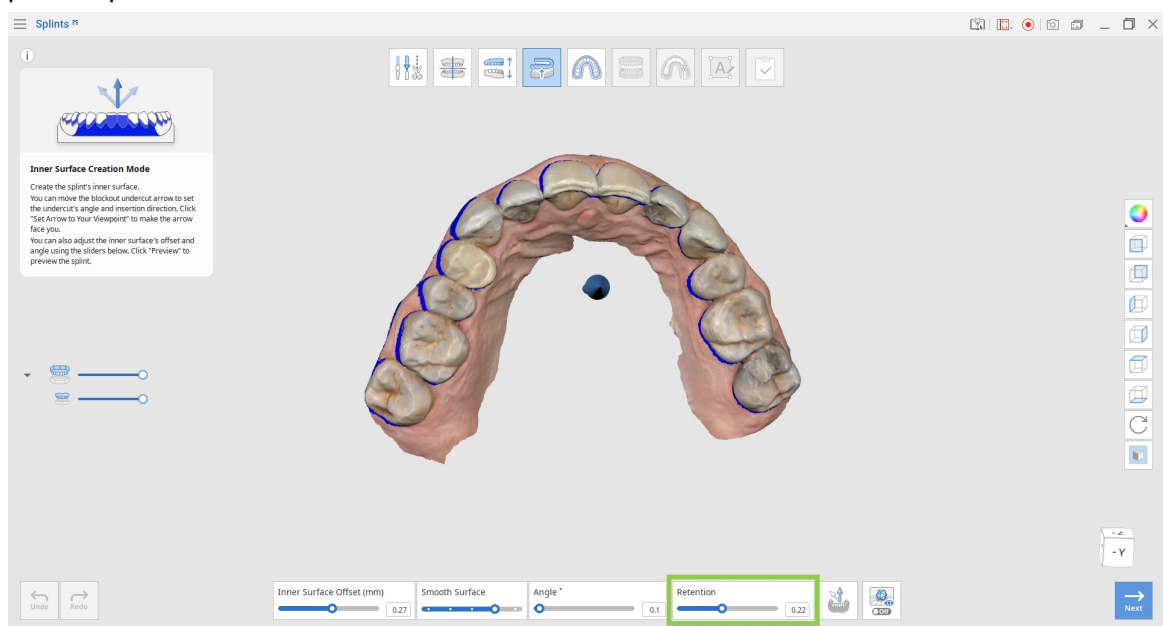 Splints
Inner Surface Creation Mode
Create the splint's inner surface.
You can move the blockout undercut arrow to set
the undercut's angle and insertion direction. Click
"Set Arrow to Your Viewpoint" to make the arrow
face you.
You can also adjust the inner surface's offset and
angle using the sliders below. Click "Preview" to
preview the splint.
- Y
Undo
Redo
Inner Surface Offset (mm)
0.27
Smooth Surface
Angle °
0.1
Retention
0.22
Off
Next